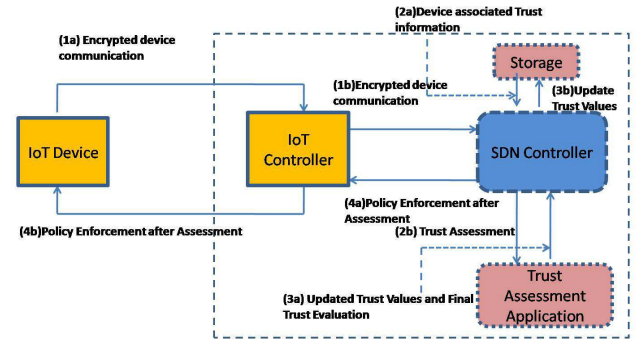 (2a)Device associated Trust
information
(1a) Encrypted device
communication
Storage
(1b)Encrypted device
communication
(3b)Update
Trust Values
IoT Device
IoT
Controller
SDN Controller
(4a)Policy Enforcement after
Assessment
(4b)Policy Enforcement after Assessment
(2b) Trust Assessment
(3a) Updated Trust Values and Final
Trust Evaluation
Trust
Assessment
Application